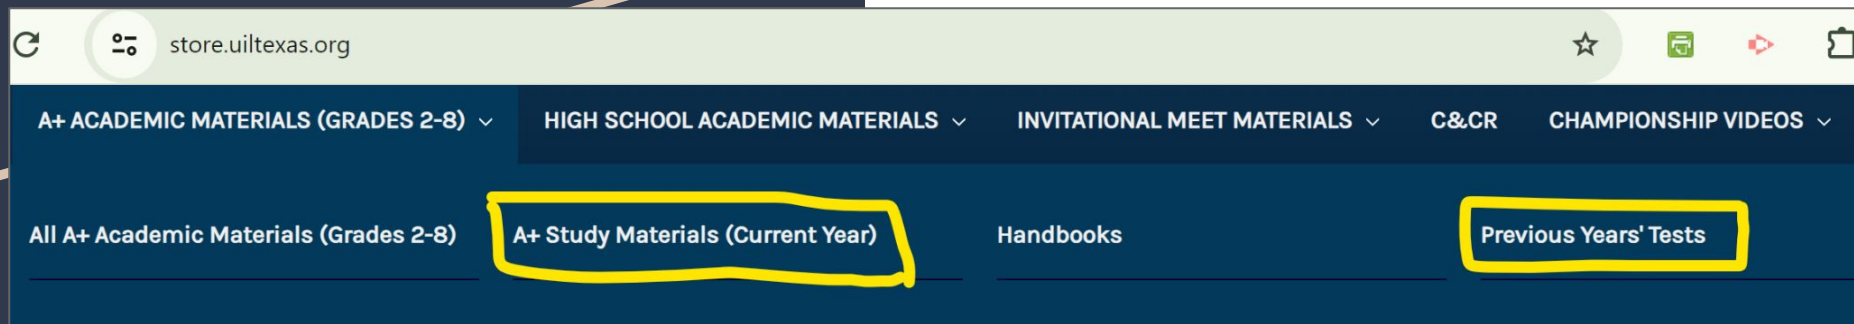 store.uiltexas.org
A+ ACADEMIC MATERIALS (GRADES 2-8) HIGH SCHOOL ACADEMIC MATERIALS INVITATIONAL MEET MATERIALS C&CR CHAMPIONSHIP VIDEOS
All A+ Academic Materials (Grades 2-8) A+ Study Materials (Current Year) Handbooks Previous Years' Tests